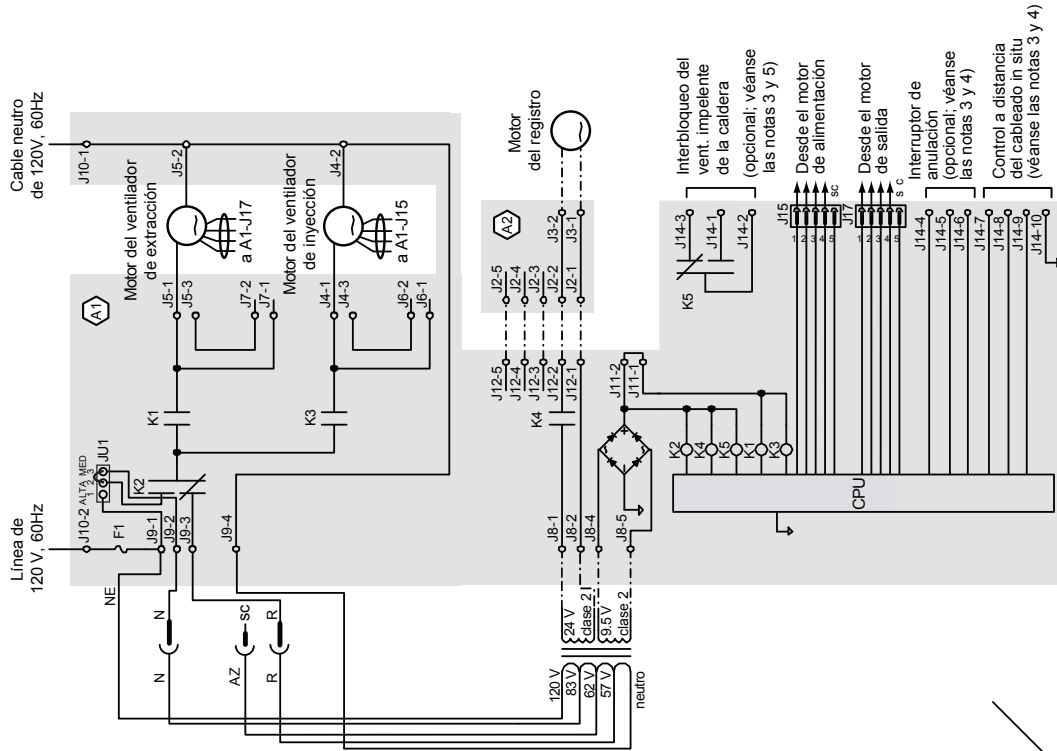 Cable neutro
de 120V, 60Hz
J10-1
Línea de
120 V, 60Hz
J10-2
F1
ALTA MED
1 2 3
JU1
J9-1
J9-2
J9-3
J9-4
K2
K1
K3
A1
Motor del ventilador
de extracción
J5-1
J5-2
J5-3
a A1-J17
J7-2
J7-1
Motor del ventilador
de inyección
J4-1
J4-2
J4-3
a A1-J15
J6-2
J6-1
NE
N
N
AZ
sc
R
R
120 V
83 V
62 V
57 V
neutro
24 V
clase 2
9.5 V
clase 2
J8-1
J8-2
J8-4
J8-5
K4
J12-5
J12-4
J12-3
J12-2
J12-1
J2-5
J2-4
J2-3
J2-2
J2-1
A2
J3-2
J3-1
Motor
del registro
J11-2
J11-1
K2
K4
K5
K1
K3
CPU
K5
J14-3
J14-1
J14-2
Interbloqueo del
vent. impelente
de la caldera
(opcional; véanse
las notas 3 y 5)
J15
1
2
3
4
5
sc
Desde el motor
de alimentación
J17
1
2
3
4
5
s c
Desde el motor
de salida
J14-4
J14-5
J14-6
Interruptor de
anulación
(opcional; véanse
las notas 3 y 4)
J14-7
J14-8
J14-9
J14-10
Control a distancia
del cableado in situ
(véanse las notas 3 y 4)